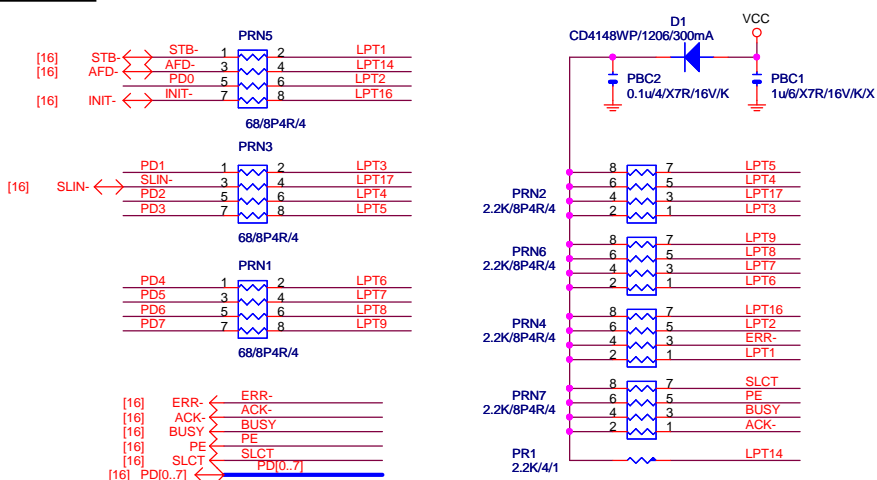 PRN5
[16] STB- STB- 1 2 LPT1
[16] AFD- AFD- 3 4 LPT14
PD0 5 6 LPT2
[16] INIT- INIT- 7 8 LPT16
68/8P4R/4
PRN3
PD1 1 2 LPT3
[16] SLIN- SLIN- 3 4 LPT17
PD2 5 6 LPT4
PD3 7 8 LPT5
68/8P4R/4
PRN1
PD4 1 2 LPT6
PD5 3 4 LPT7
PD6 5 6 LPT8
PD7 7 8 LPT9
68/8P4R/4
[16] ERR- ERR-
[16] ACK- ACK-
[16] BUSY BUSY
[16] PE PE
[16] SLCT SLCT
[16] PD[0..7] PD[0..7]
D1
CD4148WP/1206/300mA
VCC
PBC2
0.1u/4/X7R/16V/K
PBC1
1u/6/X7R/16V/K/X
8 7 LPT5
6 5 LPT4
PRN2 4 3 LPT17
2.2K/8P4R/4 2 1 LPT3
8 7 LPT9
PRN6 6 5 LPT8
2.2K/8P4R/4 4 3 LPT7
2 1 LPT6
8 7 LPT16
PRN4 6 5 LPT2
2.2K/8P4R/4 4 3 ERR-
2 1 LPT1
8 7 SLCT
PRN7 6 5 PE
2.2K/8P4R/4 4 3 BUSY
2 1 ACK-
PR1 LPT14
2.2K/4/1